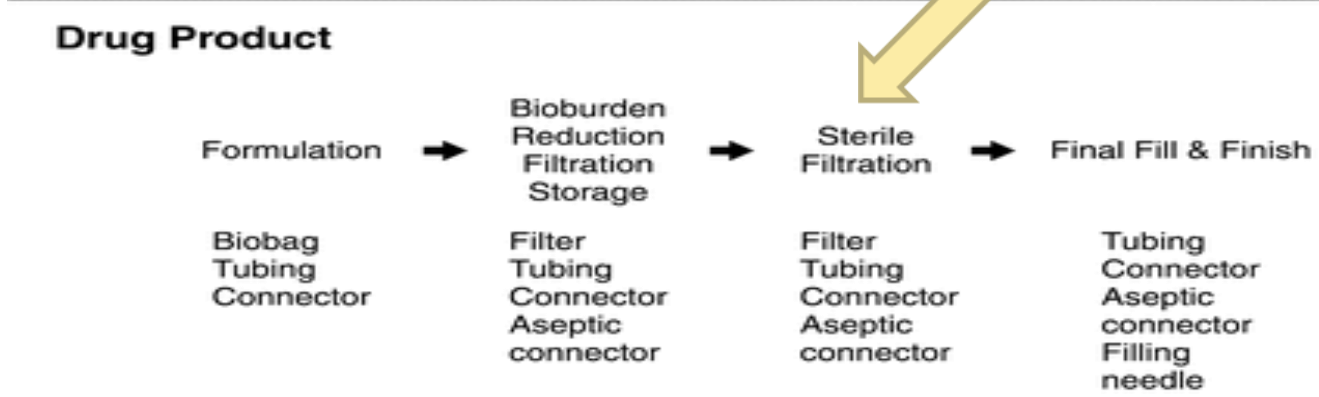 Drug Product
Formulation
Bioburden
Reduction
Filtration
Storage
Sterile
Filtration
Final Fill & Finish
Biobag
Tubing
Connector
Filter
Tubing
Connector
Aseptic
connector
Filter
Tubing
Connector
Aseptic
connector
Tubing
Connector
Aseptic
connector
Filling
needle